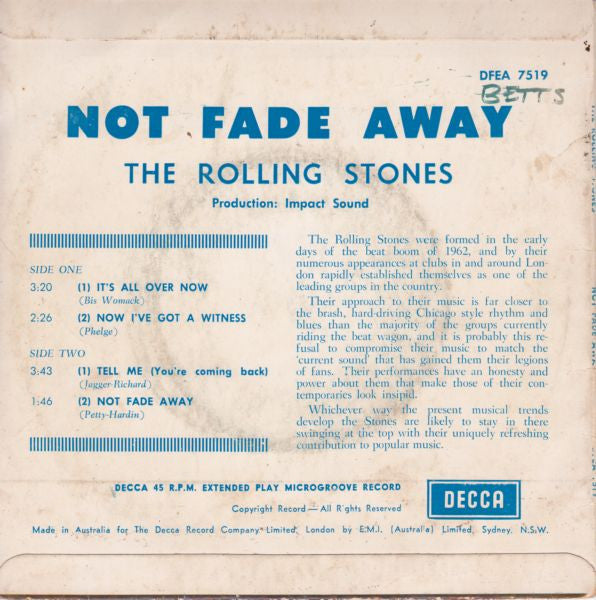 DFEA 7519
BETTS
NOT FADE AWAY
THE ROLLING STONES
Production: Impact Sound
SIDE ONE
3:20 (1) IT'S ALL OVER NOW
(Bis Womack)
2:26 (2) NOW I'VE GOT A WITNESS
(Phelge)
SIDE TWO
3:43 (1) TELL ME (You're coming back)
(Jagger-Richard)
1:46 (2) NOT FADE AWAY
(Petty-Hardin)
The Rolling Stones were formed in the early
days of the beat boom of 1962, and by their
numerous appearances at clubs in and around Lon-
don rapidly established themselves as one of the
leading groups in the country.
Their approach to their music is far closer to
the brash, hard-driving Chicago style rhythm and
blues than the majority of the groups currently
riding the beat wagon, and it is probably this re-
fusal to compromise their music to match the
current sound that has gained them their legions
of fans. Their performances have an honesty and
power about them that make those of their con-
temporaries look insipid.
Whichever way the present musical trends
develop the Stones are likely to stay in there
swinging at the top with their uniquely refreshing
contribution to popular music.
DECCA 45 R.P.M. EXTENDED PLAY MICROGROOVE RECORD
DECCA
Copyright Record — All Rights Reserved
Made in Australia for The Decca Record Company Limited, London by E.M.I. (Australia) Limited, Sydney, N.S.W.